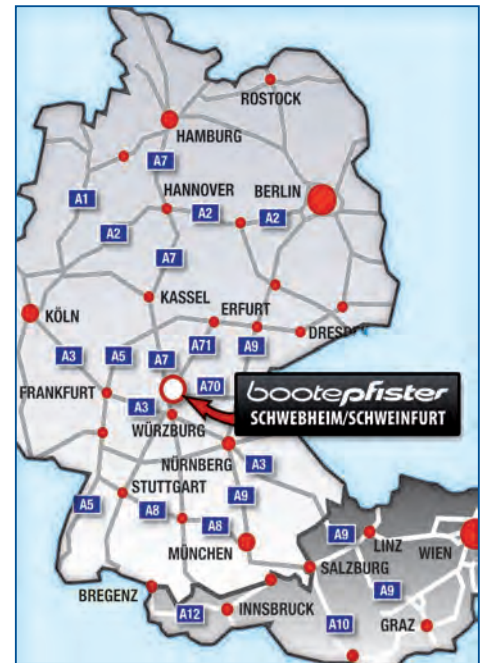 ROSTOCK
HAMBURG
A7
A1
HANNOVER
BERLIN
A2
A2
A2
A7
KASSEL
ERFURT
KÖLN
DRESD
A3
A5
A7
A71
A9
A70
FRANKFURT
A3
bootepfister
SCHWEBHEIM/SCHWEINFURT
WÜRZBURG
NÜRNBERG
A3
STUTTGART
A9
A5
A8
A8
MÜNCHEN
A9
LINZ
WIEN
SALZBURG
A9
BREGENZ
A12
INNSBRUCK
A10
GRAZ